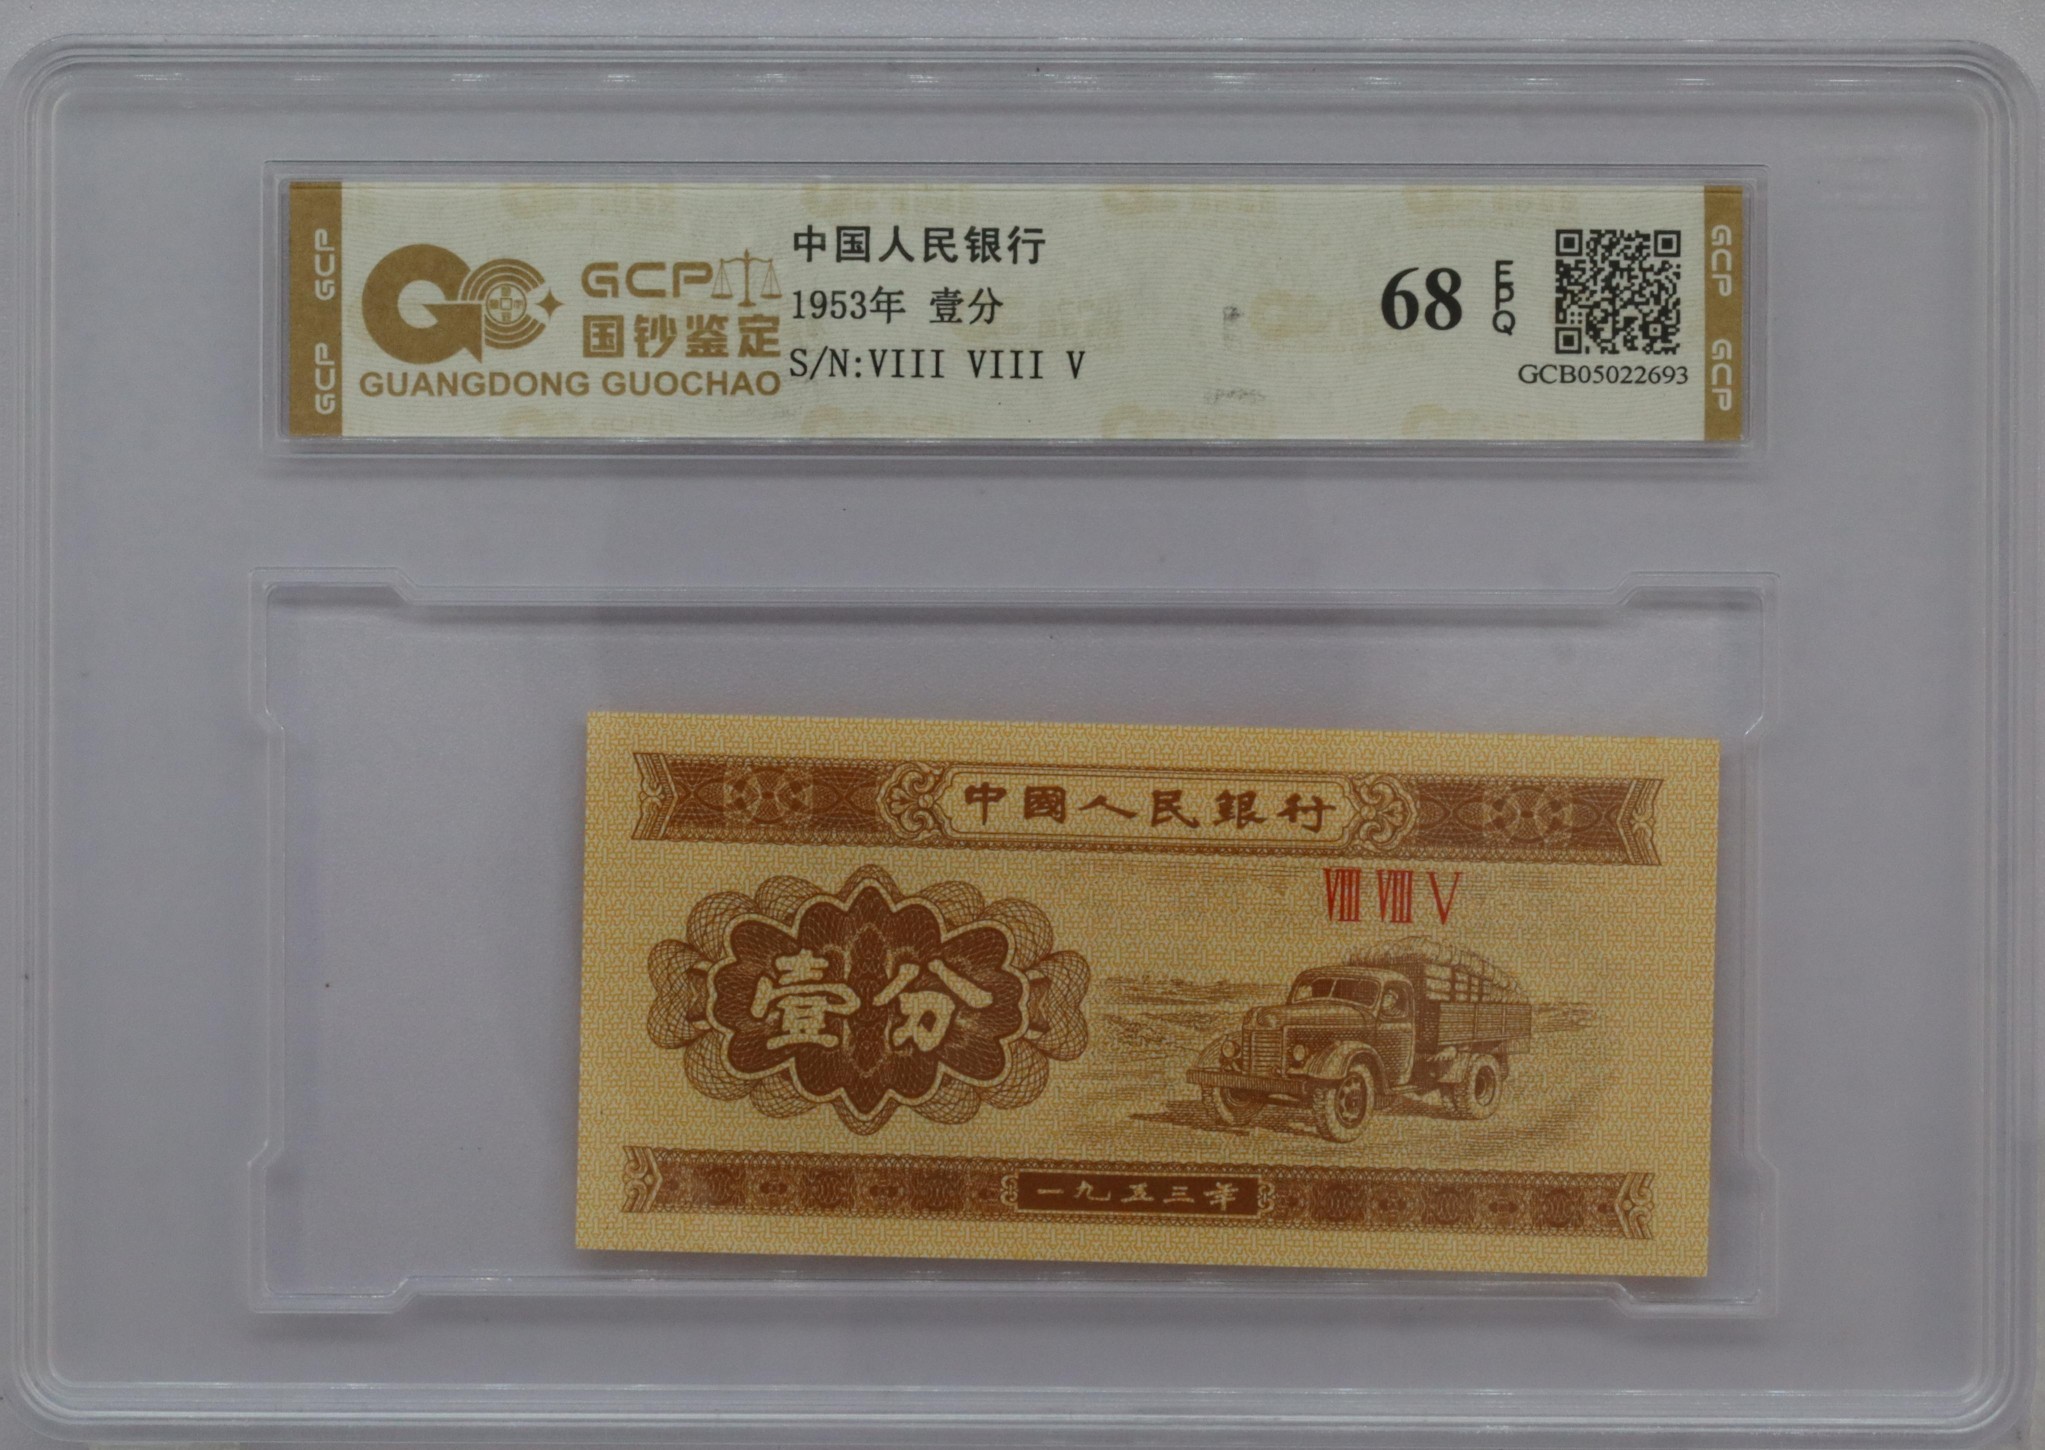 GCP GCP
GCP
国钞鉴定
GUANGDONG GUOCHAO
中国人民银行
1953年 壹分
S/N:VIII VIII V
68 EPQ
GCB05022693
GCP GCP
中國人民銀行
VIII VIII V
壹分
一九五三年